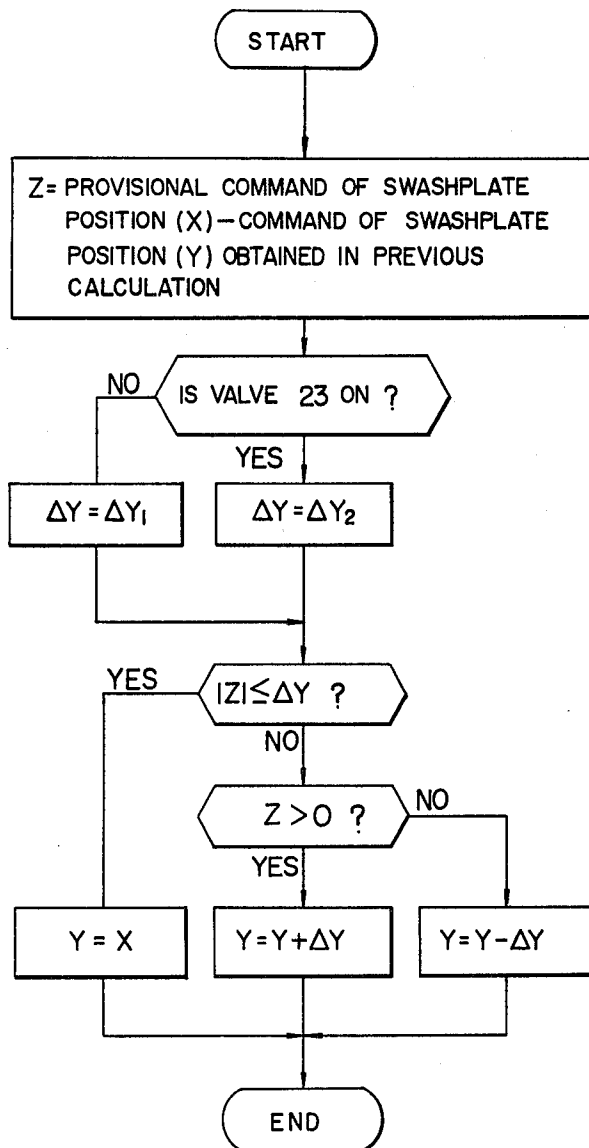 START
Z= PROVISIONAL COMMAND OF SWASHPLATE
POSITION (X)—COMMAND OF SWASHPLATE
POSITION (Y) OBTAINED IN PREVIOUS
CALCULATION
IS VALVE 23 ON ?
NO
YES
ΔY = ΔY₁
ΔY = ΔY₂
|Z| ≤ ΔY ?
YES
NO
Z > 0 ?
NO
YES
Y = X
Y = Y + ΔY
Y = Y − ΔY
END